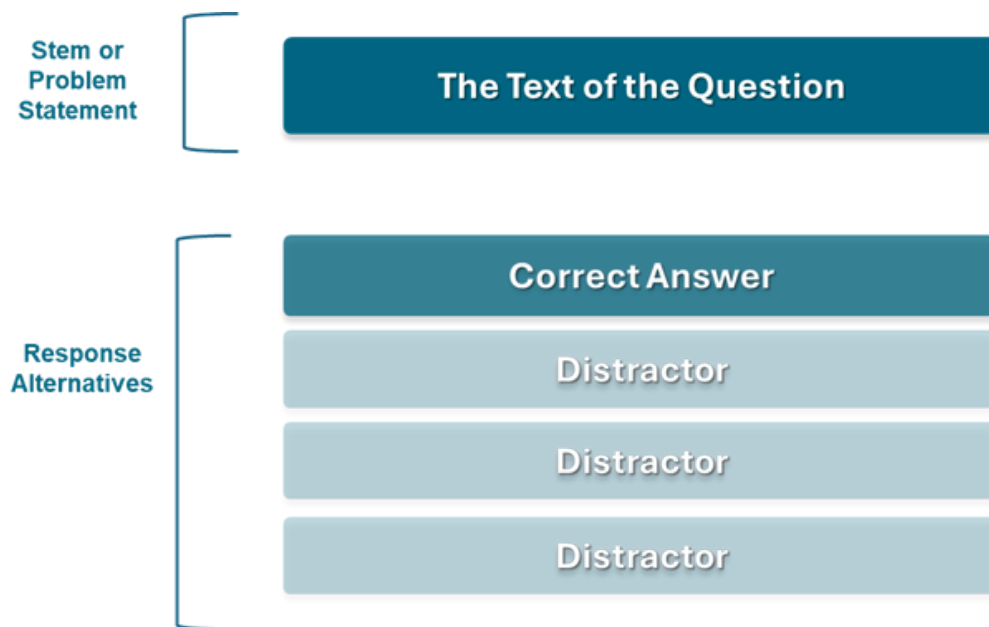 Stem or
Problem
Statement
The Text of the Question
Correct Answer
Response
Alternatives
Distractor
Distractor
Distractor